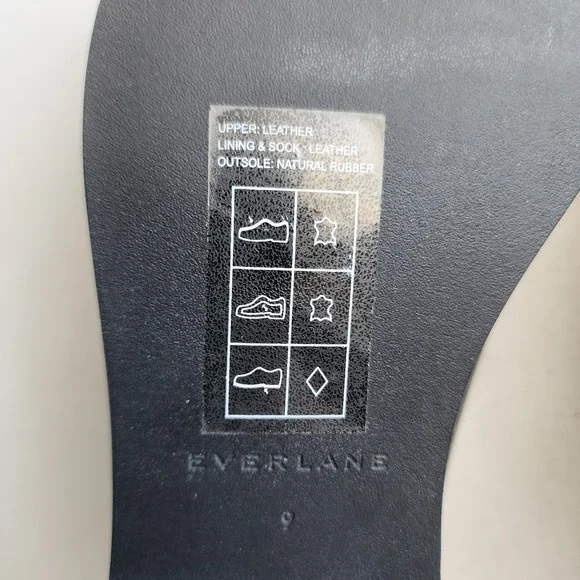 UPPER: LEATHER
LINING & SOCK : LEATHER
OUTSOLE: NATURAL RUBBER
EVERLANE
9